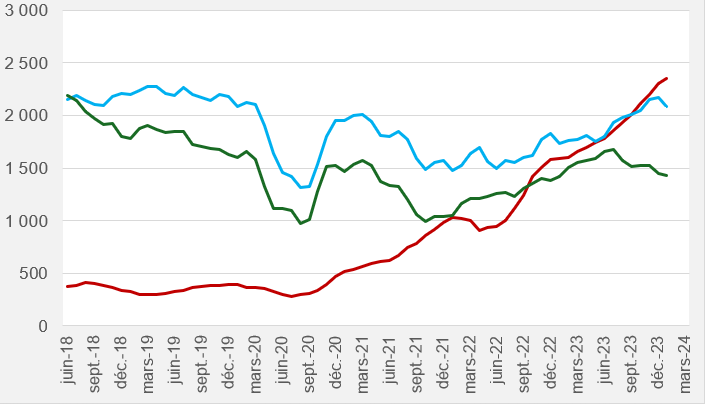 3 000
2 500
2 000
1 500
1 000
500
0
juin-18
sept.-18
déc.-18
mars-19
juin-19
sept.-19
déc.-19
mars-20
juin-20
sept.-20
déc.-20
mars-21
juin-21
sept.-21
déc.-21
mars-22
juin-22
sept.-22
déc.-22
mars-23
juin-23
sept.-23
déc.-23
mars-24